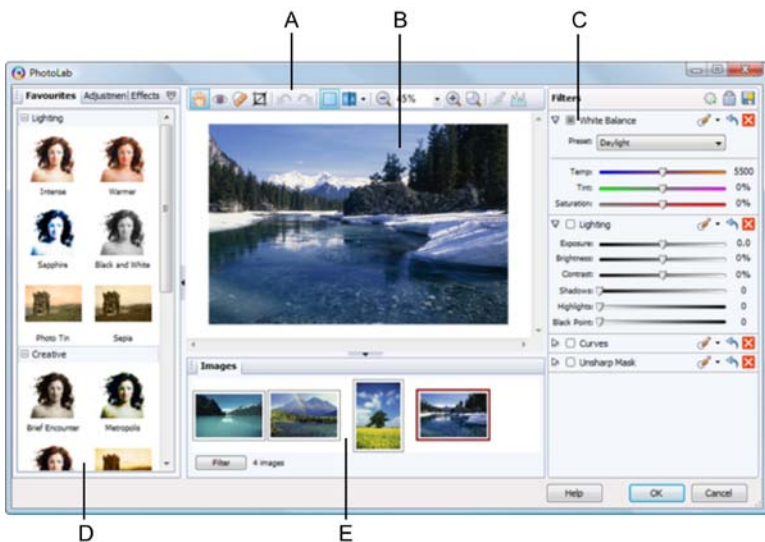 A B C
PhotoLab
Favourites Adjustmen Effects
45%
Filters
Lighting
Intense Warmer
Sapphire Black and White
Photo Tin Sepia
Creative
Brief Encounter Metropolis
White Balance
Preset: Daylight
Temp: 5500
Tint: 0%
Saturation: 0%
Lighting
Exposure: 0.0
Brightness: 0%
Contrast: 0%
Shadows: 0
Highlights: 0
Black Point: 0
Curves
Unsharp Mask
Images
Filter 4 images
Help OK Cancel
D E